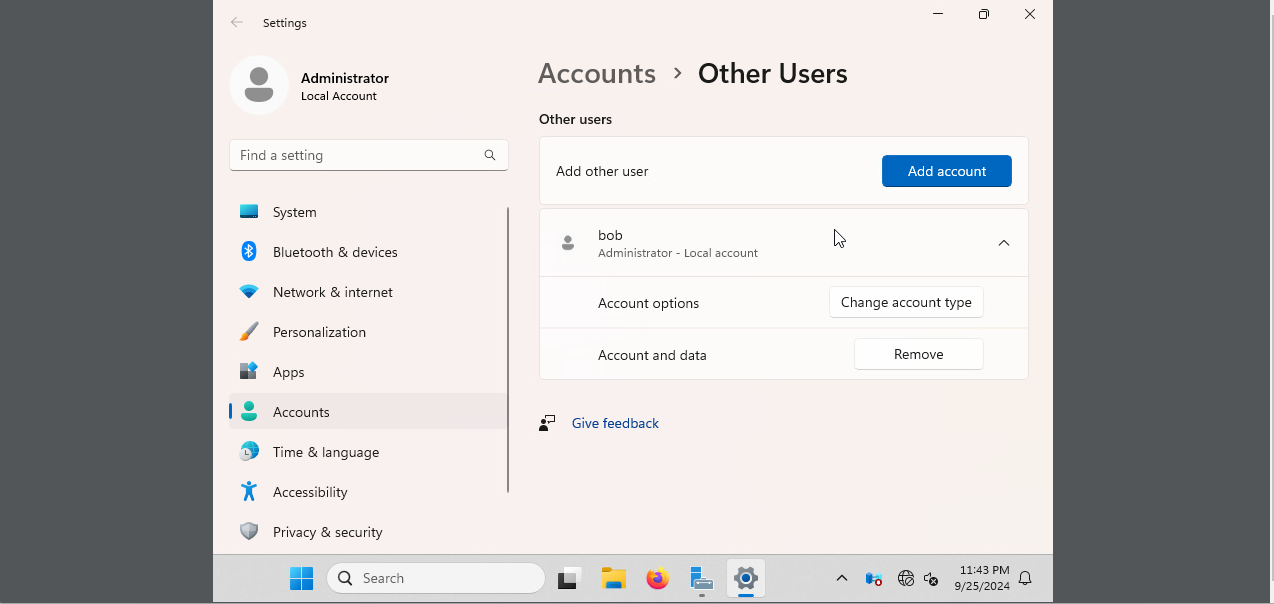 Settings
Administrator
Local Account
Find a setting
System
Bluetooth & devices
Network & internet
Personalization
Apps
Accounts
Time & language
Accessibility
Privacy & security
Accounts › Other Users
Other users
Add other user
Add account
bob
Administrator - Local account
Account options
Change account type
Account and data
Remove
Give feedback
Search
11:43 PM
9/25/2024